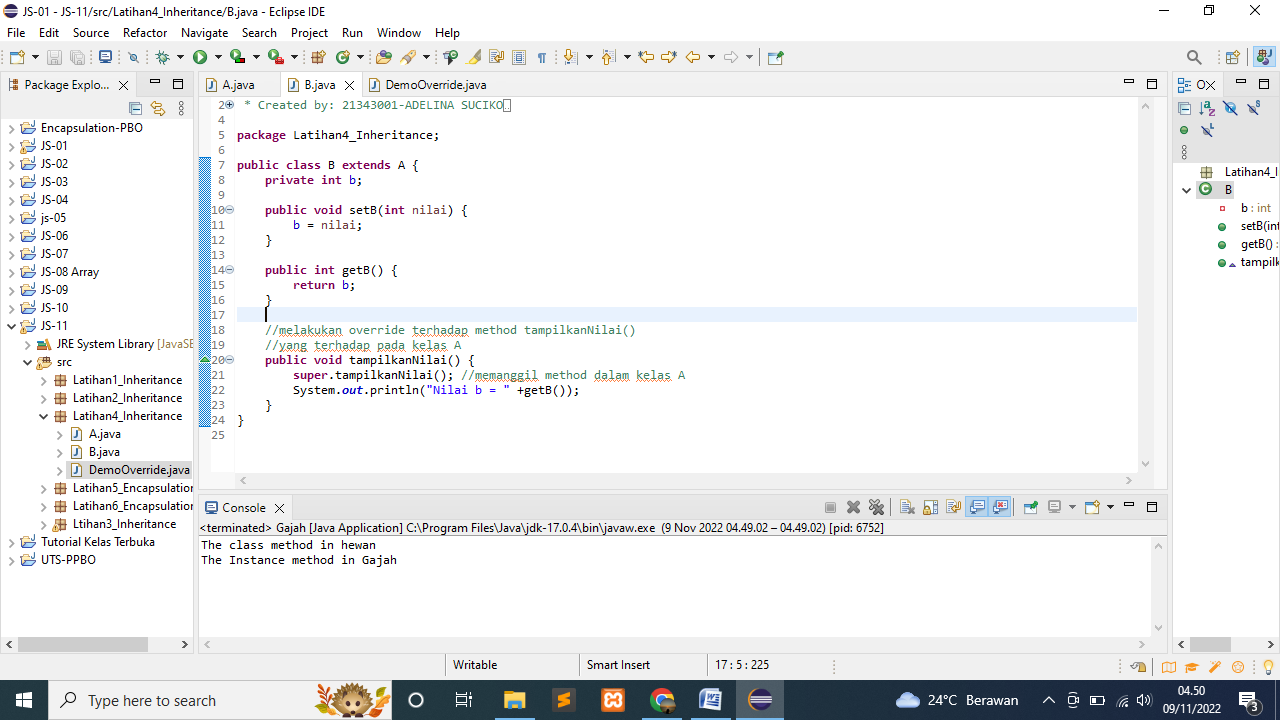 JS-01 - JS-11/src/Latihan4_Inheritance/B.java - Eclipse IDE
File Edit Source Refactor Navigate Search Project Run Window Help
Package Explo...
Encapsulation-PBO
JS-01
JS-02
JS-03
JS-04
js-05
JS-06
JS-07
JS-08 Array
JS-09
JS-10
JS-11
JRE System Library [JavaSE
src
Latihan1_Inheritance
Latihan2_Inheritance
Latihan4_Inheritance
A.java
B.java
DemoOverride.java
Latihan5_Encapsulation
Latihan6_Encapsulation
Ltihan3_Inheritance
Tutorial Kelas Terbuka
UTS-PPBO
A.java B.java DemoOverride.java
2 * Created by: 21343001-ADELINA SUCIKO
4
5 package Latihan4_Inheritance;
6
7 public class B extends A {
8 private int b;
9
10 public void setB(int nilai) {
11 b = nilai;
12 }
13
14 public int getB() {
15 return b;
16 }
17
18 //melakukan override terhadap method tampilkanNilai()
19 //yang terhadap pada kelas A
20 public void tampilkanNilai() {
21 super.tampilkanNilai(); //memanggil method dalam kelas A
22 System.out.println("Nilai b = " +getB());
23 }
24 }
25
O
Latihan4_I
B
b : int
setB(int
getB() :
tampilk
Console
<terminated> Gajah [Java Application] C:\Program Files\Java\jdk-17.0.4\bin\javaw.exe (9 Nov 2022 04.49.02 – 04.49.02) [pid: 6752]
The class method in hewan
The Instance method in Gajah
Writable Smart Insert 17 : 5 : 225
Type here to search
24°C Berawan
04.50
09/11/2022
3